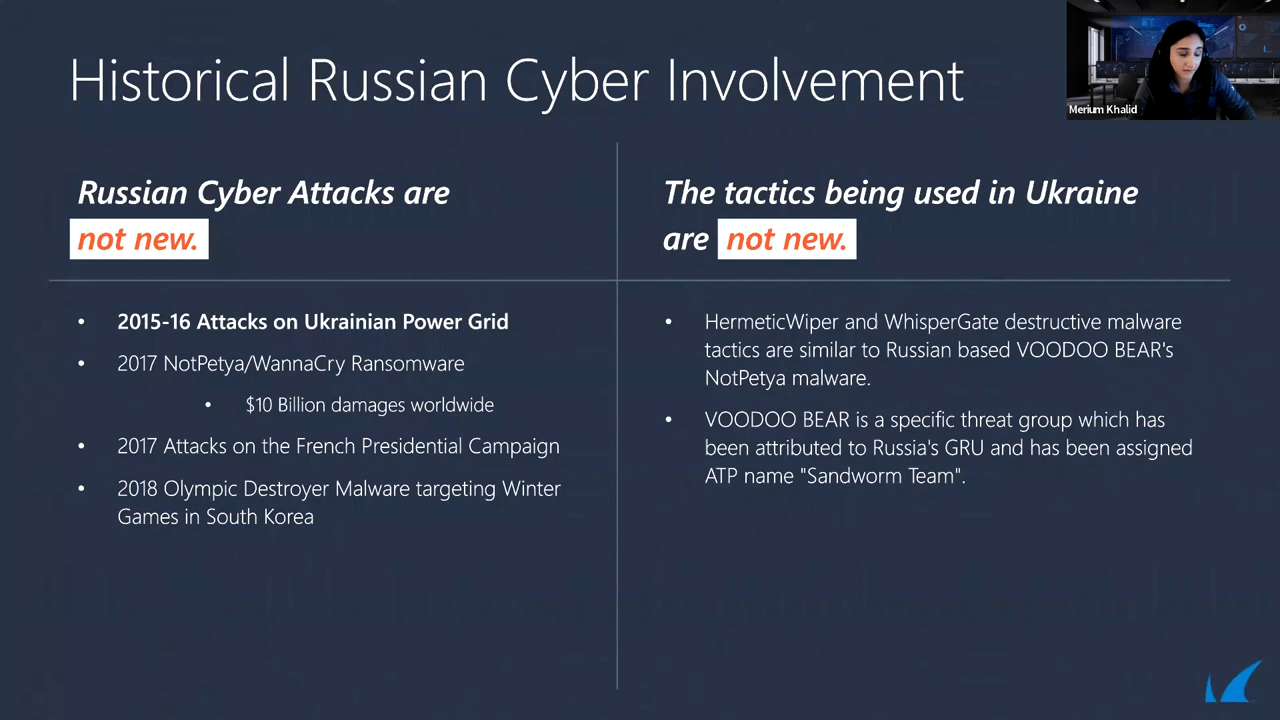 Historical Russian Cyber Involvement
Merium Khalid
Russian Cyber Attacks are
not new.
• 2015-16 Attacks on Ukrainian Power Grid
• 2017 NotPetya/WannaCry Ransomware
• $10 Billion damages worldwide
• 2017 Attacks on the French Presidential Campaign
• 2018 Olympic Destroyer Malware targeting Winter
Games in South Korea
The tactics being used in Ukraine
are not new.
• HermeticWiper and WhisperGate destructive malware
tactics are similar to Russian based VOODOO BEAR's
NotPetya malware.
• VOODOO BEAR is a specific threat group which has
been attributed to Russia's GRU and has been assigned
ATP name "Sandworm Team".